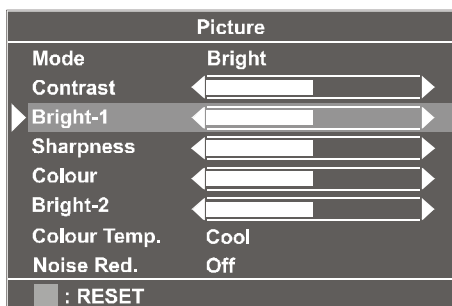 Picture
Mode Bright
Contrast
Bright-1
Sharpness
Colour
Bright-2
Colour Temp. Cool
Noise Red. Off
: RESET